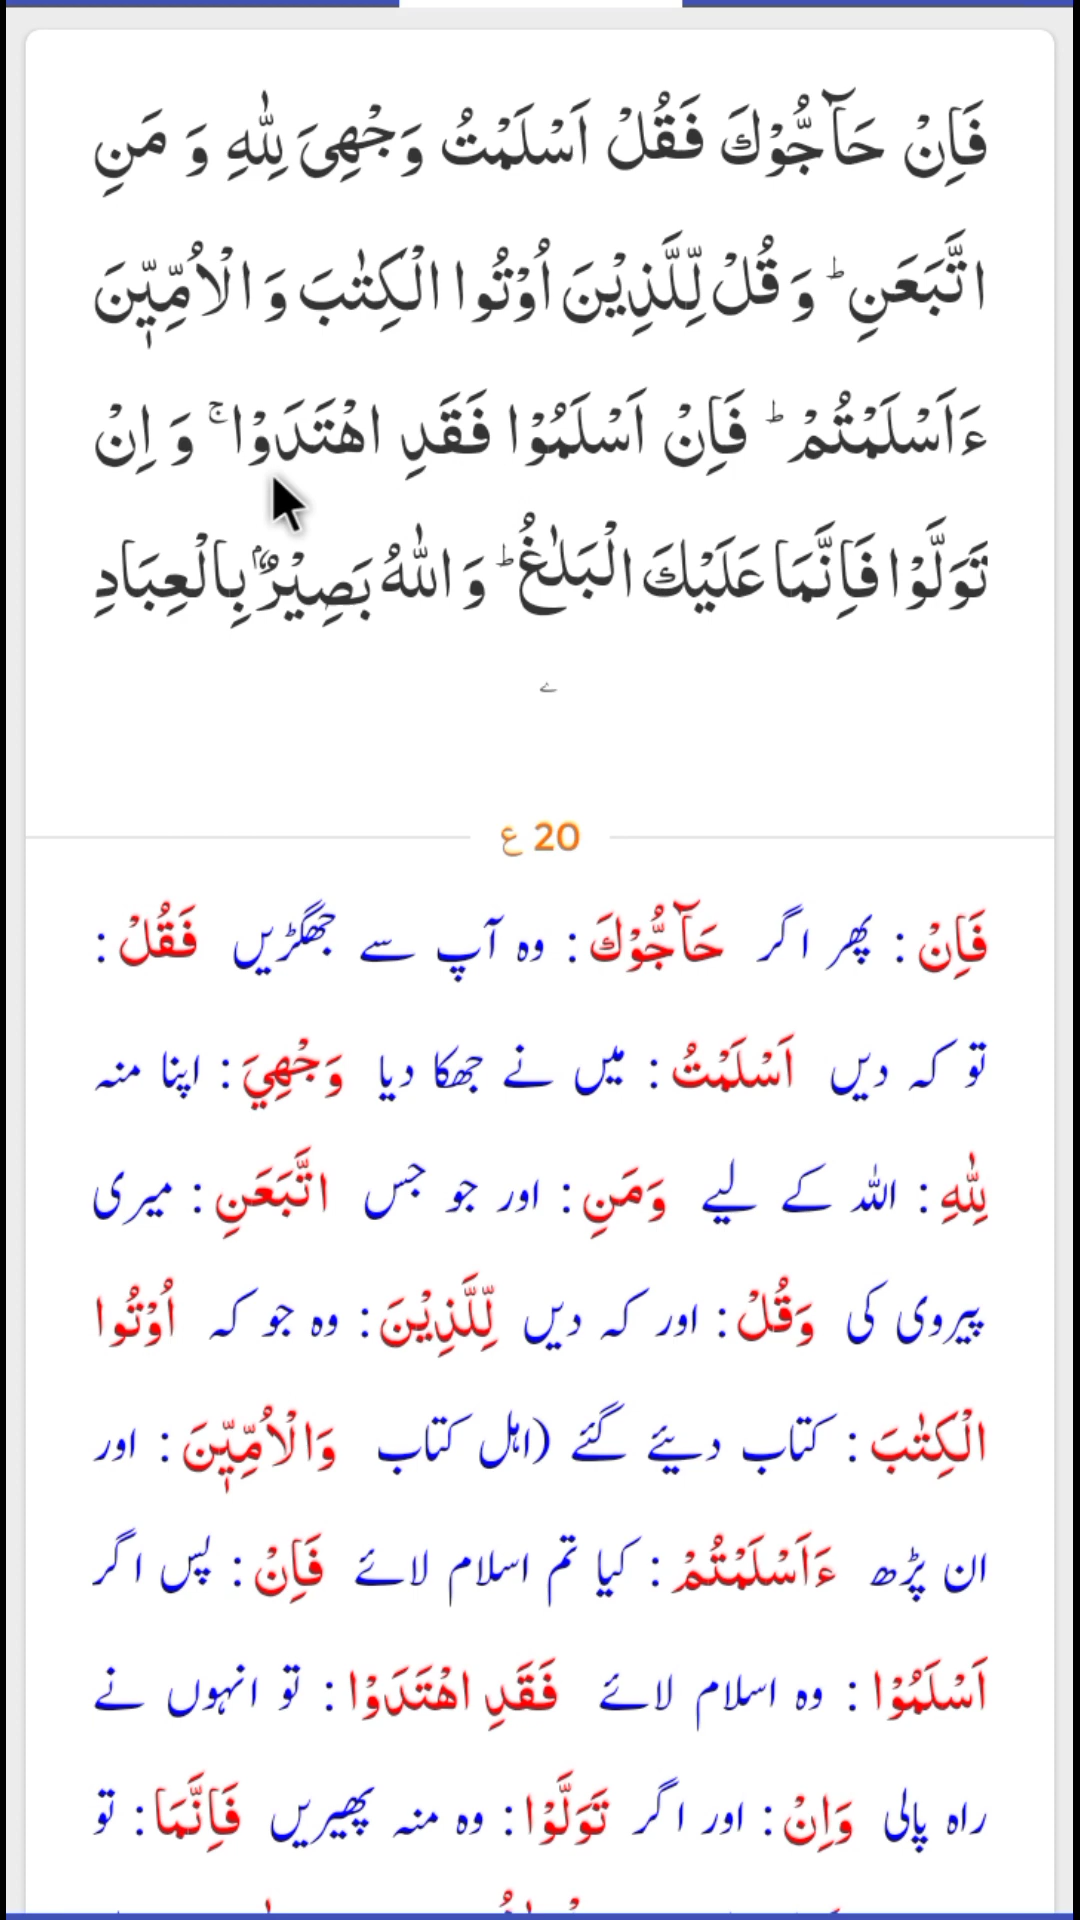 فَاِنْ حَآجُّوْكَ فَقُلْ اَسْلَمْتُ وَجْهِیَ لِلّٰهِ وَ مَنِ
اتَّبَعَنِ ؕ وَ قُلْ لِّلَّذِیْنَ اُوْتُوا الْكِتٰبَ وَ الْاُمِّیّٖنَ
ءَاَسْلَمْتُمْ ؕ فَاِنْ اَسْلَمُوْا فَقَدِ اهْتَدَوْا ۚ وَ اِنْ
تَوَلَّوْا فَاِنَّمَا عَلَیْكَ الْبَلٰغُ ؕ وَ اللّٰهُ بَصِیْرٌۢ بِالْعِبَادِ
ے
20 ع
فَاِنْ : پھر اگر حَآجُّوْكَ : وہ آپ سے جھگڑیں فَقُلْ :
تو کہ دیں اَسْلَمْتُ : میں نے جھکا دیا وَجْهِيَ : اپنا منہ
لِلّٰهِ : اللہ کے لیے وَمَنِ : اور جو جس اتَّبَعَنِ : میری
پیروی کی وَقُلْ : اور کہ دیں لِّلَّذِيْنَ : وہ جو کہ اُوْتُوا
الْكِتٰبَ : کتاب دیئے گئے (اہل کتاب وَالْاُمِّيّٖنَ : اور
ان پڑھ ءَاَسْلَمْتُمْ : کیا تم اسلام لائے فَاِنْ : پس اگر
اَسْلَمُوْا : وہ اسلام لائے فَقَدِ اهْتَدَوْا : تو انہوں نے
راہ پالی وَاِنْ : اور اگر تَوَلَّوْا : وہ منہ پھیریں فَاِنَّمَا : تو